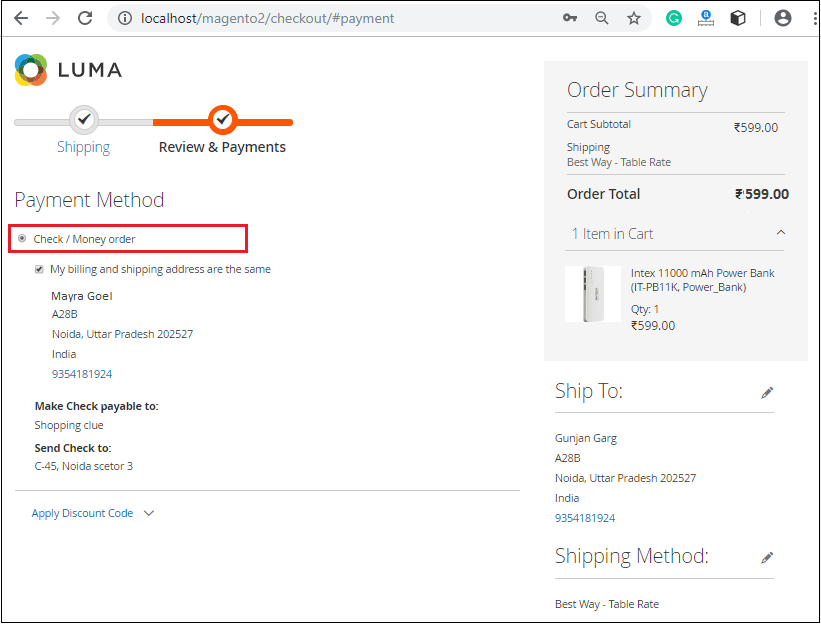 localhost/magento2/checkout/#payment
LUMA
Shipping
Review & Payments
Payment Method
Check / Money order
My billing and shipping address are the same
Mayra Goel
A28B
Noida, Uttar Pradesh 202527
India
9354181924
Make Check payable to:
Shopping clue
Send Check to:
C-45, Noida scetor 3
Apply Discount Code
Order Summary
Cart Subtotal ₹599.00
Shipping
Best Way - Table Rate
Order Total ₹599.00
1 Item in Cart
Intex 11000 mAh Power Bank
(IT-PB11K, Power_Bank)
Qty: 1
₹599.00
Ship To:
Gunjan Garg
A28B
Noida, Uttar Pradesh 202527
India
9354181924
Shipping Method:
Best Way - Table Rate